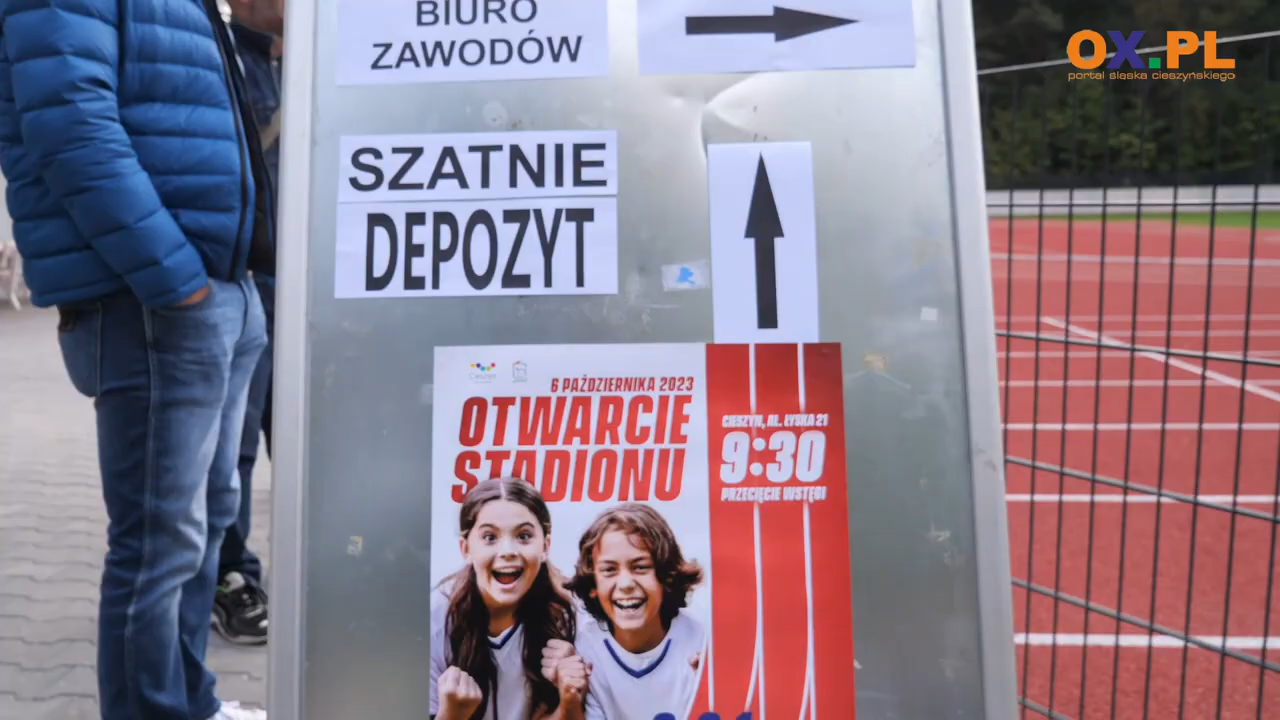 BIURO
ZAWODÓW
OX.PL
portal śląska cieszyńskiego
SZATNIE
DEPOZYT
6 PAŹDZIERNIKA 2023
OTWARCIE
STADIONU
CIESZYN, AL. ŁYSKA 21
9:30
PRZECIĘCIE WSTĘGI